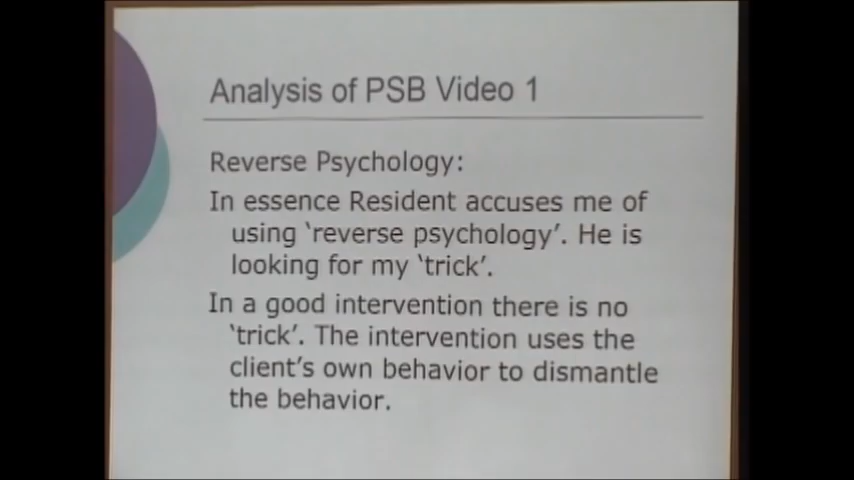 Analysis of PSB Video 1
Reverse Psychology:
In essence Resident accuses me of
using ‘reverse psychology’. He is
looking for my ‘trick’.
In a good intervention there is no
‘trick’. The intervention uses the
client’s own behavior to dismantle
the behavior.